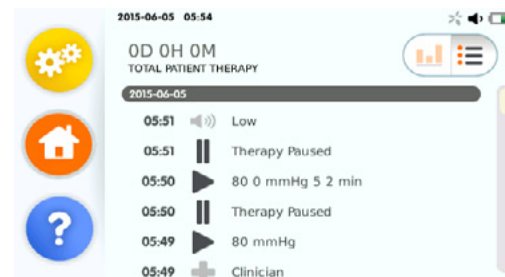 2015-06-05 05:54
0D 0H 0M
TOTAL PATIENT THERAPY
2015-06-05
05:51 Low
05:51 Therapy Paused
05:50 80 0 mmHg 5 2 min
05:50 Therapy Paused
05:49 80 mmHg
05:49 Clinician
?